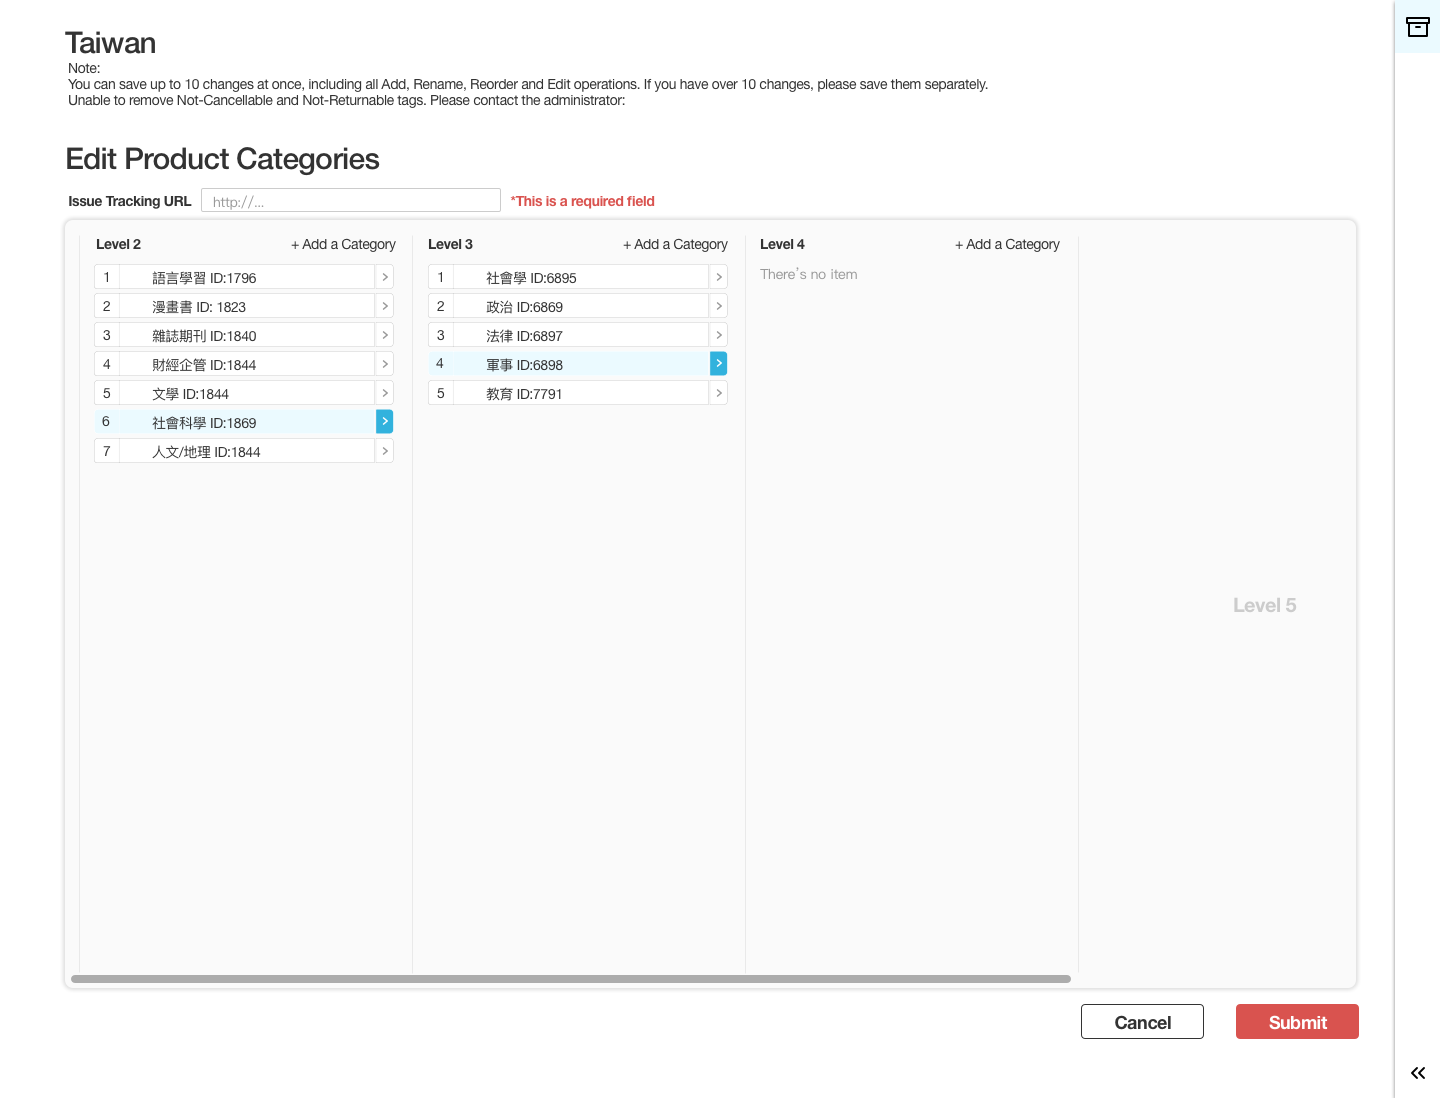 Taiwan
Note:
You can save up to 10 changes at once, including all Add, Rename, Reorder and Edit operations. If you have over 10 changes, please save them separately.
Unable to remove Not-Cancellable and Not-Returnable tags. Please contact the administrator:
Edit Product Categories
Issue Tracking URL http://... *This is a required field
Level 2 + Add a Category
1 語言學習 ID:1796 >
2 漫畫書 ID: 1823 >
3 雜誌期刊 ID:1840 >
4 財經企管 ID:1844 >
5 文學 ID:1844 >
6 社會科學 ID:1869 >
7 人文/地理 ID:1844 >
Level 3 + Add a Category
1 社會學 ID:6895 >
2 政治 ID:6869 >
3 法律 ID:6897 >
4 軍事 ID:6898 >
5 教育 ID:7791 >
Level 4 + Add a Category
There's no item
Level 5
Cancel Submit